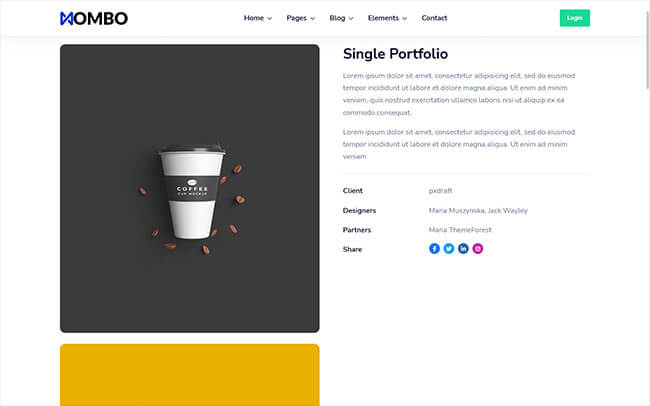 MOMBO
Home Pages Blog Elements Contact
Login
Single Portfolio
Lorem ipsum dolor sit amet, consectetur adipisicing elit, sed do eiusmod
tempor incididunt ut labore et dolore magna aliqua. Ut enim ad minim
veniam, quis nostrud exercitation ullamco laboris nisi ut aliquip ex ea
commodo consequat.
Lorem ipsum dolor sit amet, consectetur adipisicing elit, sed do eiusmod
tempor incididunt ut labore et dolore magna aliqua. Ut enim ad minim
veniam
Client pxdraft
Designers Maria Muszynska, Jack Wayley
Partners Maria ThemeForest
Share
COFFEE
CUP MOCKUP